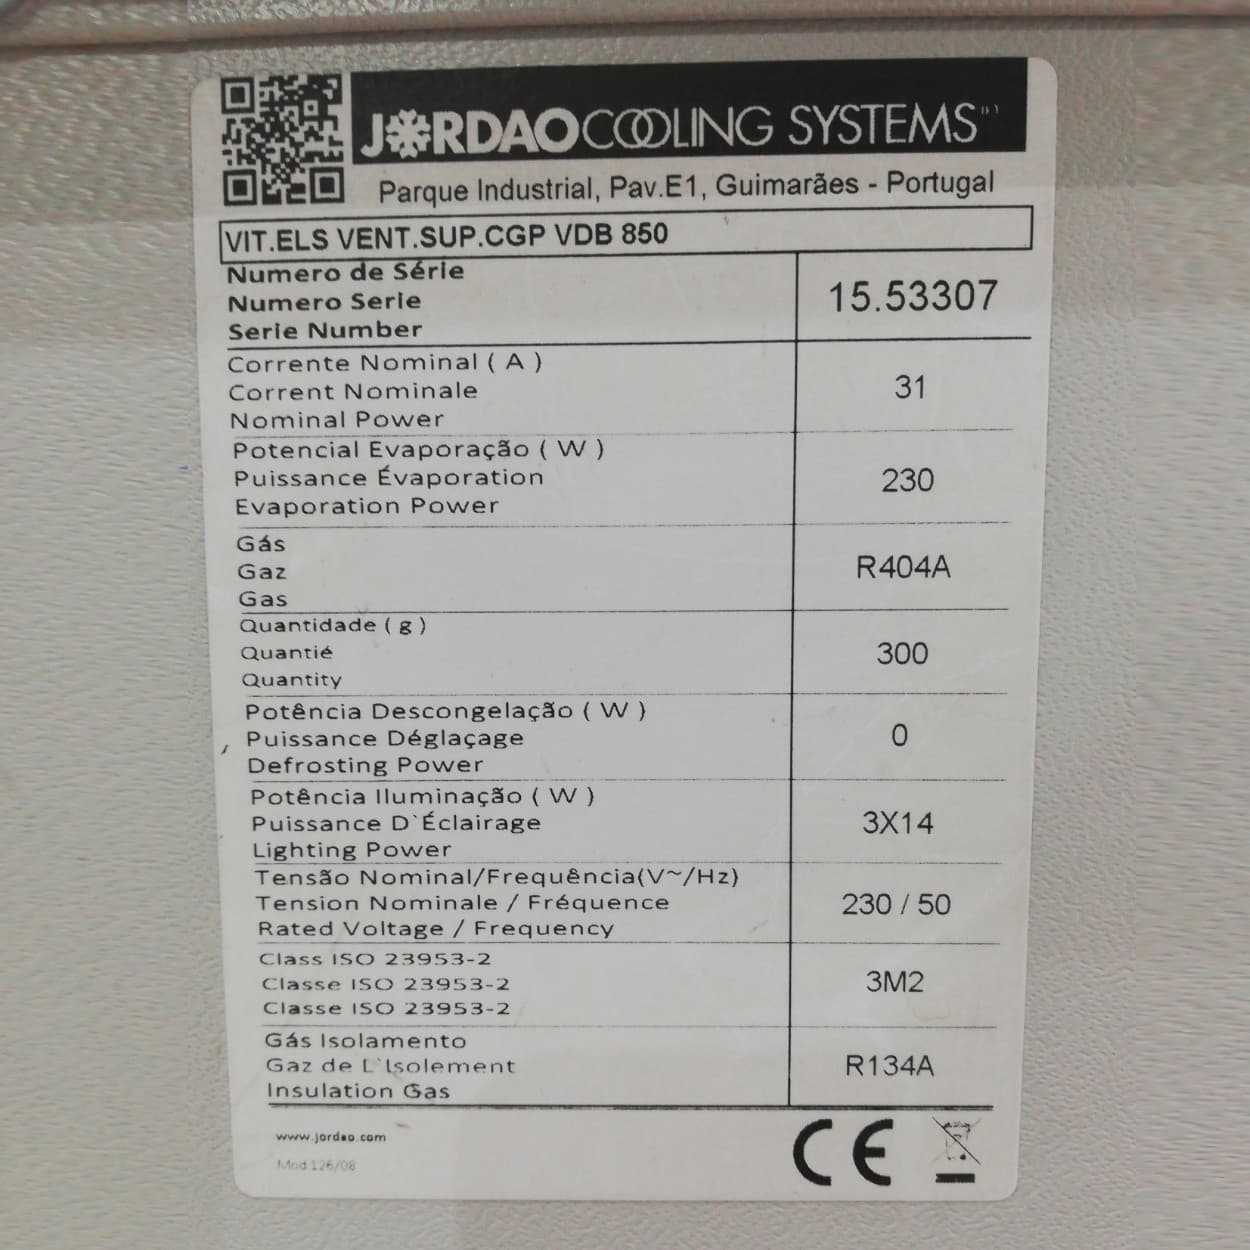 JORDAO COOLING SYSTEMS
Parque Industrial, Pav.E1, Guimarães - Portugal
VIT.ELS VENT.SUP.CGP VDB 850
Numero de Série
Numero Serie
Serie Number
15.53307
Corrente Nominal ( A )
Corrent Nominale
Nominal Power
31
Potencial Evaporação ( W )
Puissance Évaporation
Evaporation Power
230
Gás
Gaz
Gas
R404A
Quantidade ( g )
Quantié
Quantity
300
Potência Descongelação ( W )
Puissance Déglaçage
Defrosting Power
0
Potência Iluminação ( W )
Puissance D`Éclairage
Lighting Power
3X14
Tensão Nominal/Frequência(V~/Hz)
Tension Nominale / Fréquence
Rated Voltage / Frequency
230 / 50
Class ISO 23953-2
Classe ISO 23953-2
Classe ISO 23953-2
3M2
Gás Isolamento
Gaz de L`Isolement
Insulation Gas
R134A
www.jordao.com
Mod 126/08
CE